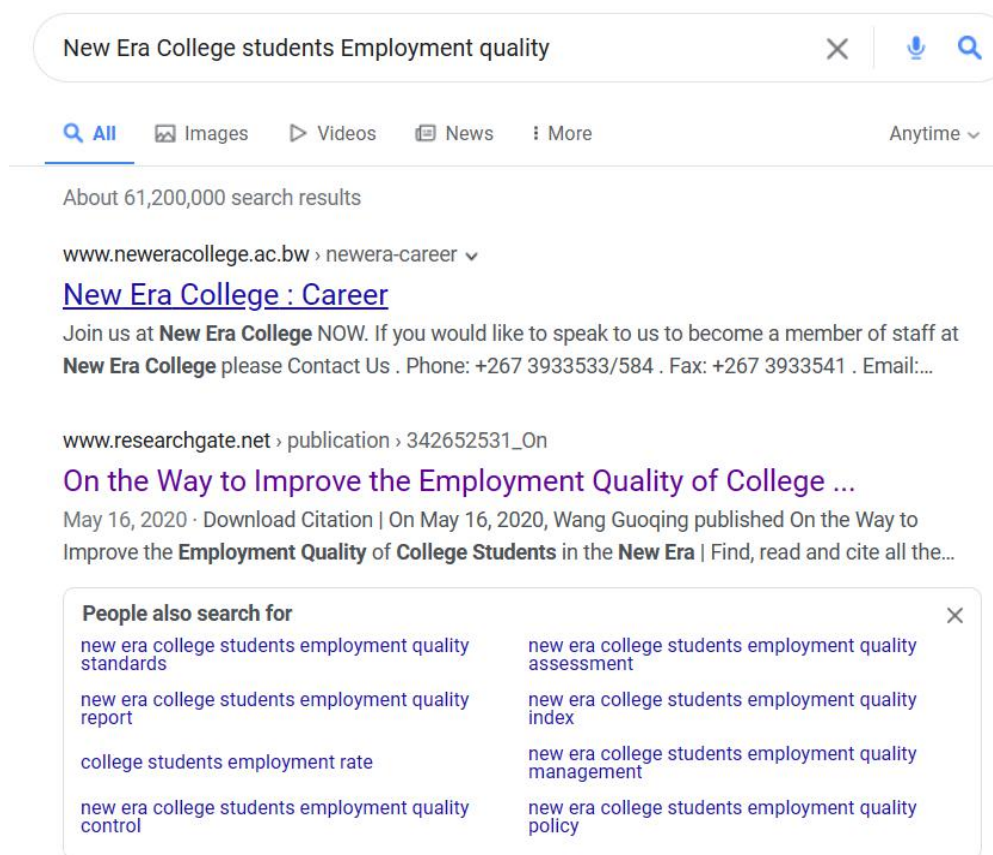 New Era College students Employment quality
All Images Videos News More Anytime
About 61,200,000 search results
www.neweracollege.ac.bw › newera-career
New Era College : Career
Join us at New Era College NOW. If you would like to speak to us to become a member of staff at
New Era College please Contact Us . Phone: +267 3933533/584 . Fax: +267 3933541 . Email:...
www.researchgate.net › publication › 342652531_On
On the Way to Improve the Employment Quality of College ...
May 16, 2020 · Download Citation | On May 16, 2020, Wang Guoqing published On the Way to
Improve the Employment Quality of College Students in the New Era | Find, read and cite all the...
People also search for
new era college students employment quality
standards
new era college students employment quality
assessment
new era college students employment quality
report
new era college students employment quality
index
college students employment rate
new era college students employment quality
management
new era college students employment quality
control
new era college students employment quality
policy